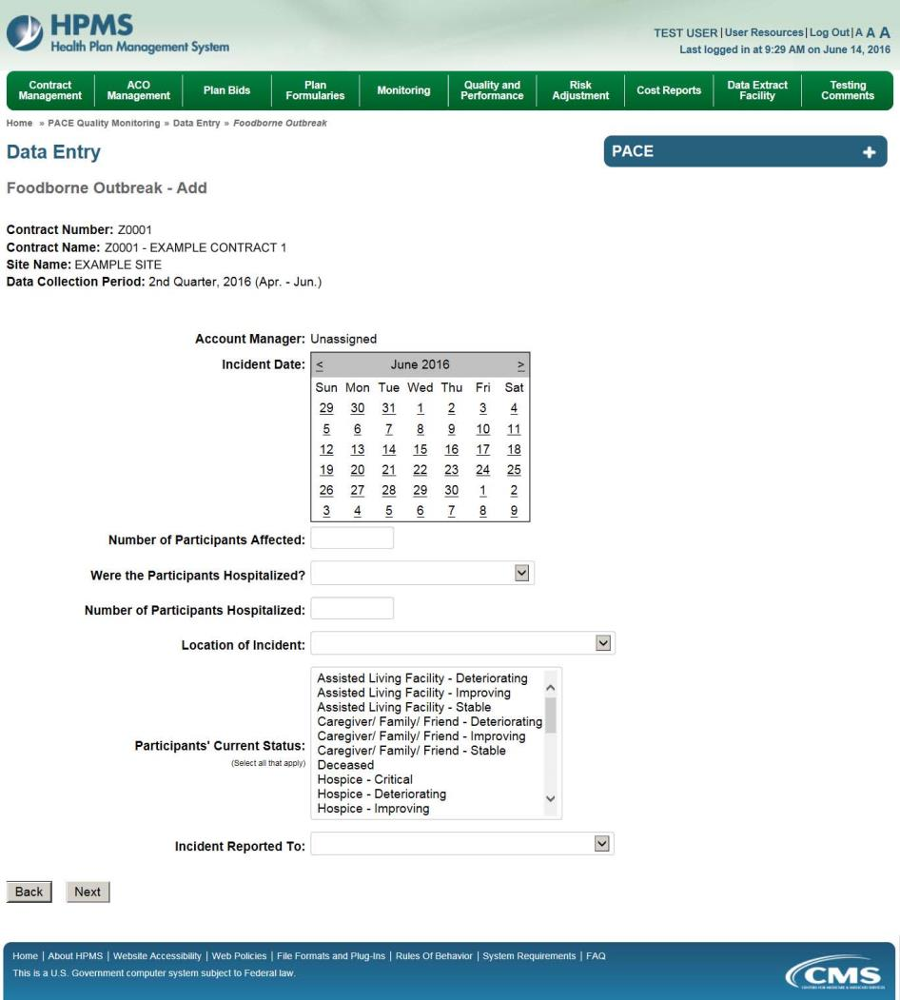 HPMS
Health Plan Management System
TEST USER | User Resources | Log Out | A A A
Last logged in at 9:29 AM on June 14, 2016
Contract Management
ACO Management
Plan Bids
Plan Formularies
Monitoring
Quality and Performance
Risk Adjustment
Cost Reports
Data Extract Facility
Testing Comments
Home » PACE Quality Monitoring » Data Entry » Foodborne Outbreak
Data Entry
PACE +
Foodborne Outbreak - Add
Contract Number: Z0001
Contract Name: Z0001 - EXAMPLE CONTRACT 1
Site Name: EXAMPLE SITE
Data Collection Period: 2nd Quarter, 2016 (Apr. - Jun.)
Account Manager: Unassigned
Incident Date:
< June 2016 >
Sun Mon Tue Wed Thu Fri Sat
29 30 31 1 2 3 4
5 6 7 8 9 10 11
12 13 14 15 16 17 18
19 20 21 22 23 24 25
26 27 28 29 30 1 2
3 4 5 6 7 8 9
Number of Participants Affected:
Were the Participants Hospitalized?
Number of Participants Hospitalized:
Location of Incident:
Participants' Current Status:
(Select all that apply)
Assisted Living Facility - Deteriorating
Assisted Living Facility - Improving
Assisted Living Facility - Stable
Caregiver/ Family/ Friend - Deteriorating
Caregiver/ Family/ Friend - Improving
Caregiver/ Family/ Friend - Stable
Deceased
Hospice - Critical
Hospice - Deteriorating
Hospice - Improving
Incident Reported To:
Back Next
Home | About HPMS | Website Accessibility | Web Policies | File Formats and Plug-Ins | Rules Of Behavior | System Requirements | FAQ
This is a U.S. Government computer system subject to Federal law.
CMS
CENTERS FOR MEDICARE & MEDICAID SERVICES